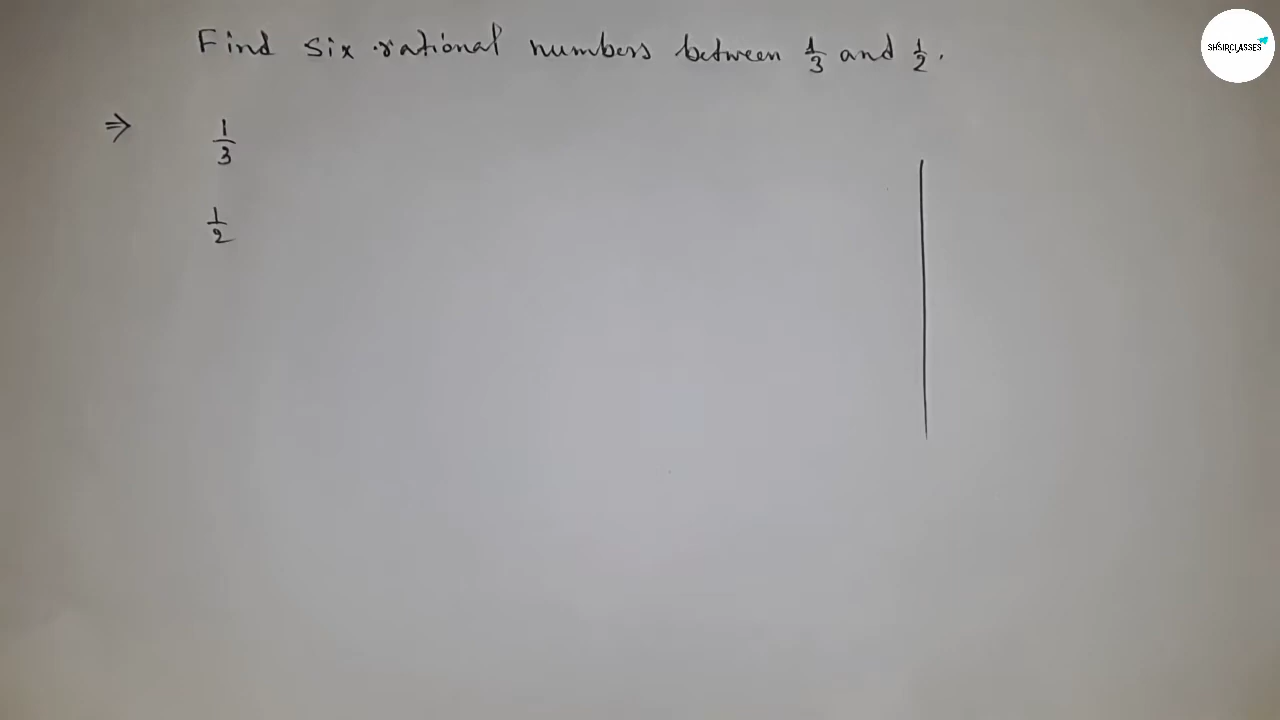 Find six rational numbers between 1/3 and 1/2.
⇒ 1/3
1/2
SHSIRCLASSES